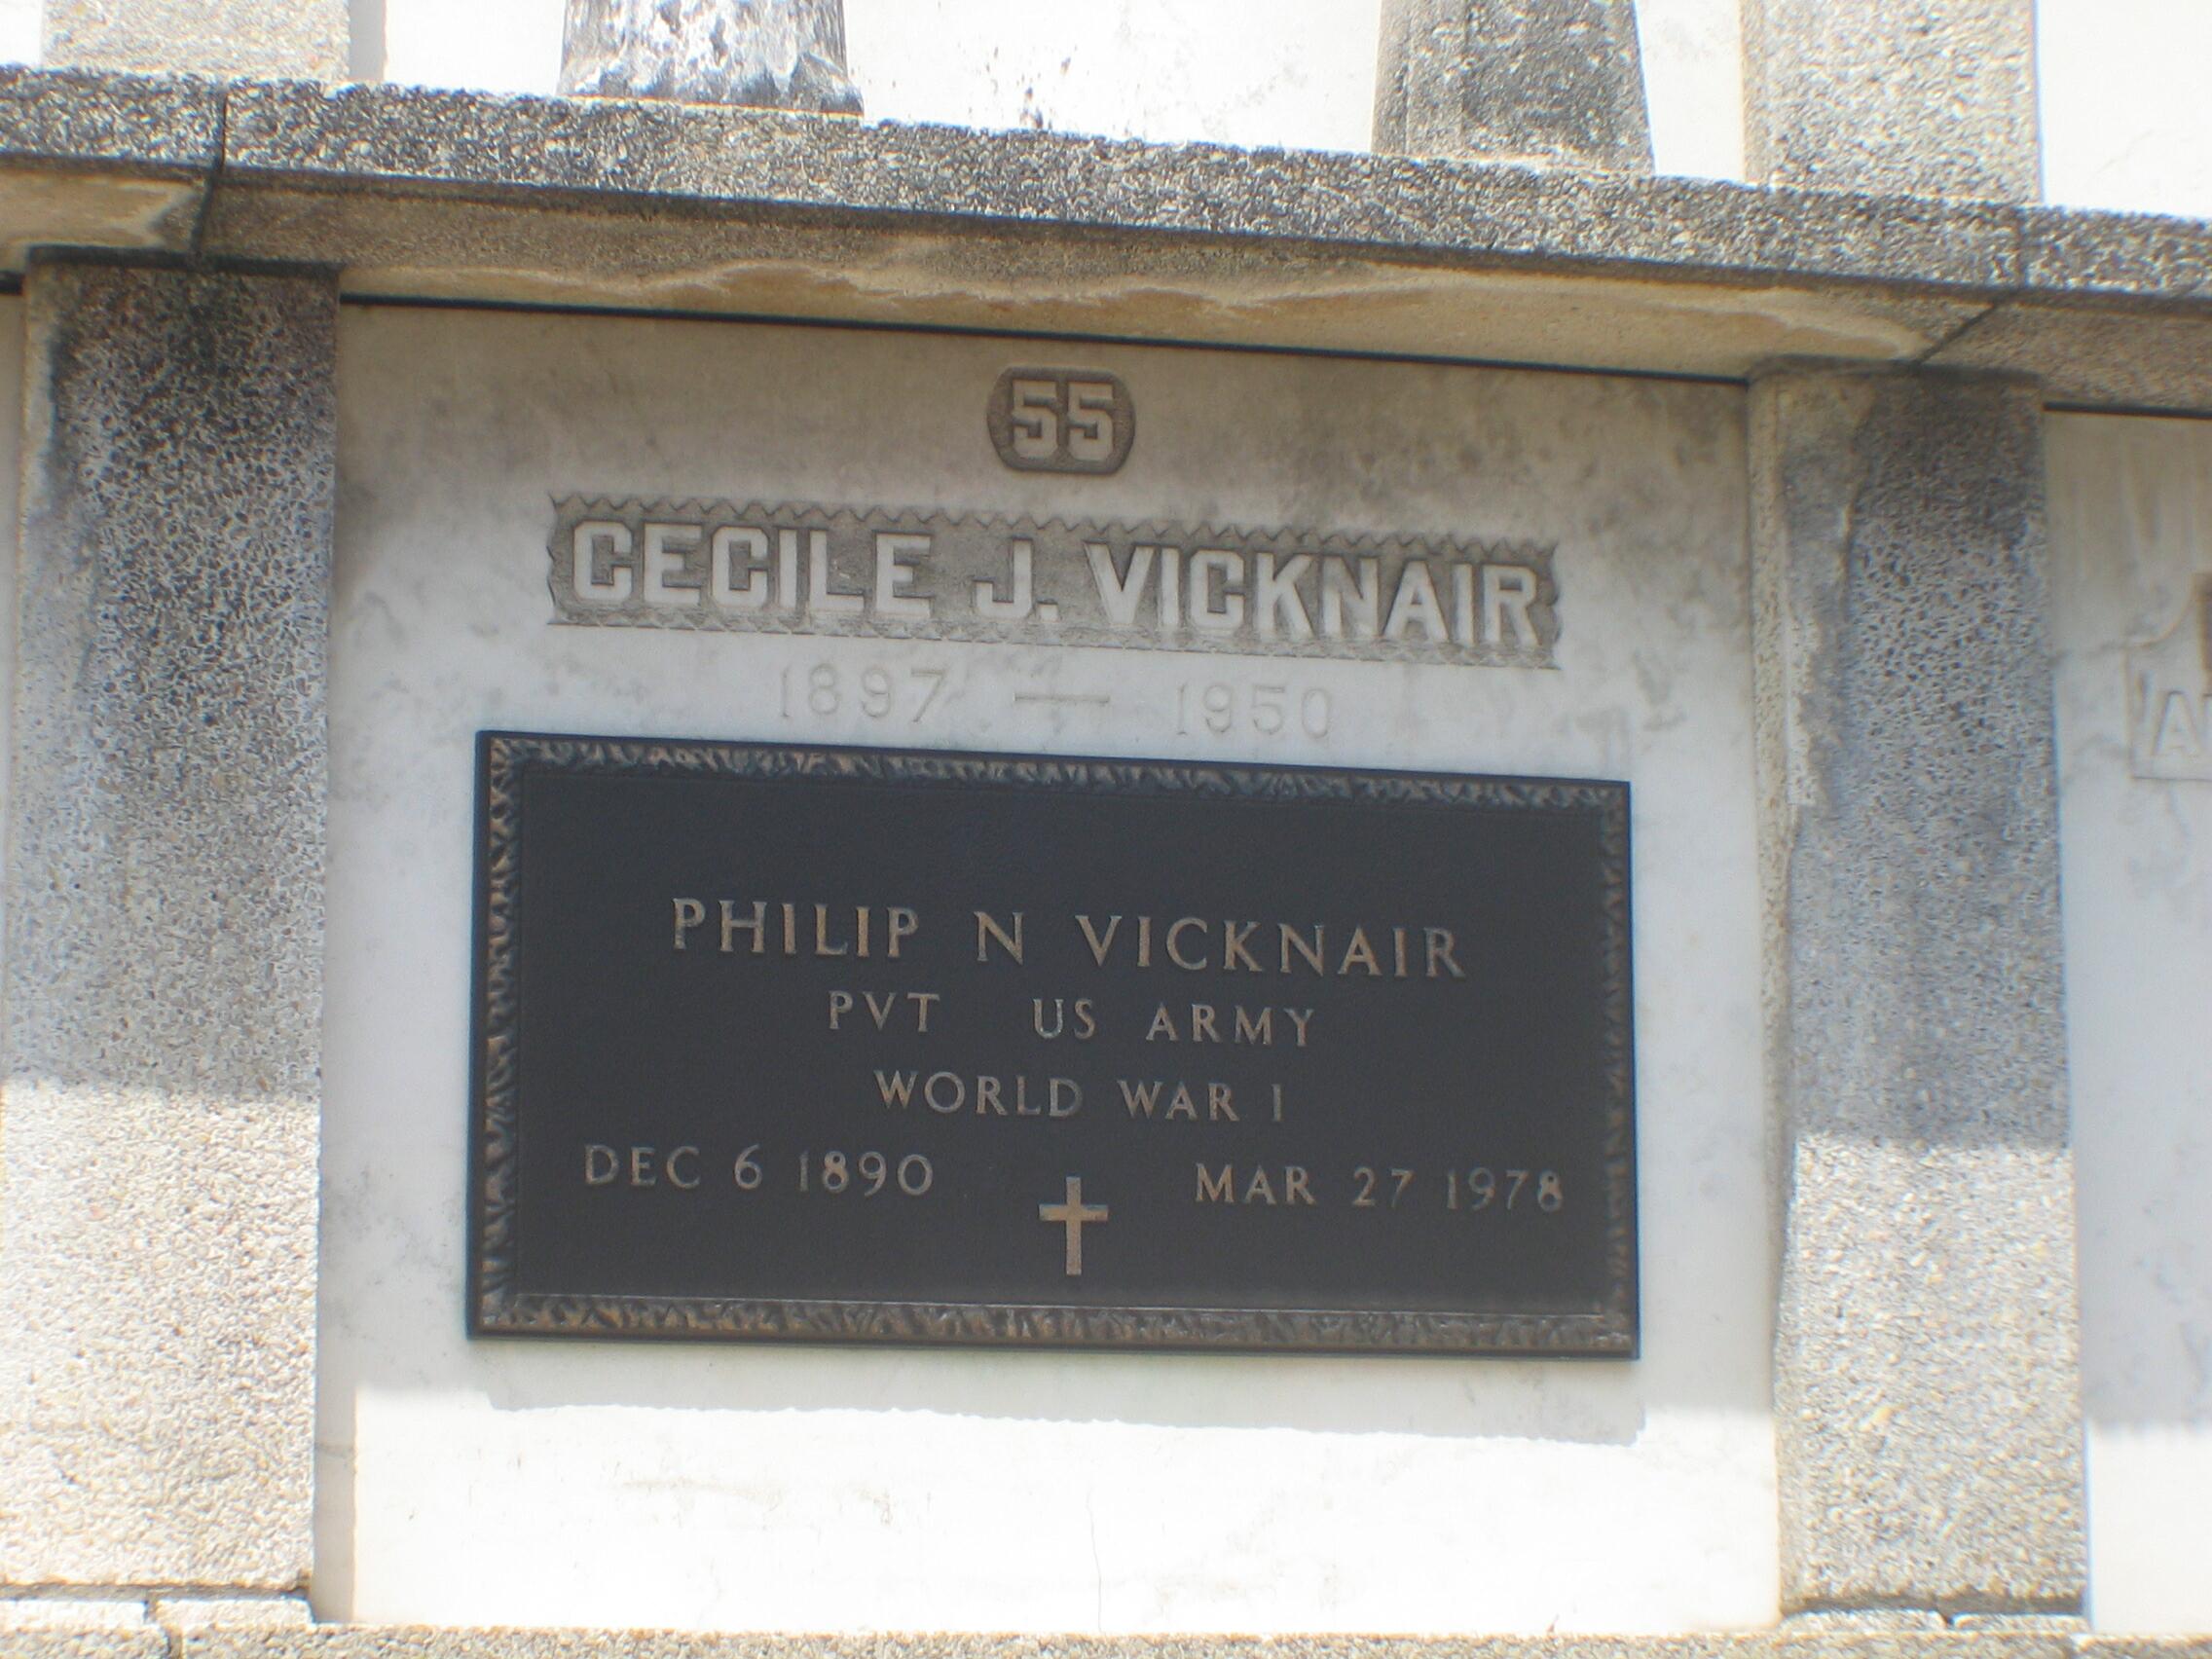 55
CECILE J. VICKNAIR
1897 — 1950
PHILIP N VICKNAIR
PVT US ARMY
WORLD WAR I
DEC 6 1890 MAR 27 1978